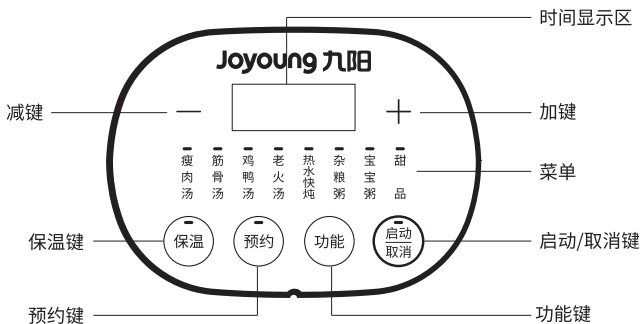 时间显示区
Joyoung 九阳
减键
加键
瘦肉汤
筋骨汤
鸡鸭汤
老火汤
热水快炖
杂粮粥
宝宝粥
甜品
菜单
保温键
保温
预约
功能
启动
取消
启动/取消键
预约键
功能键